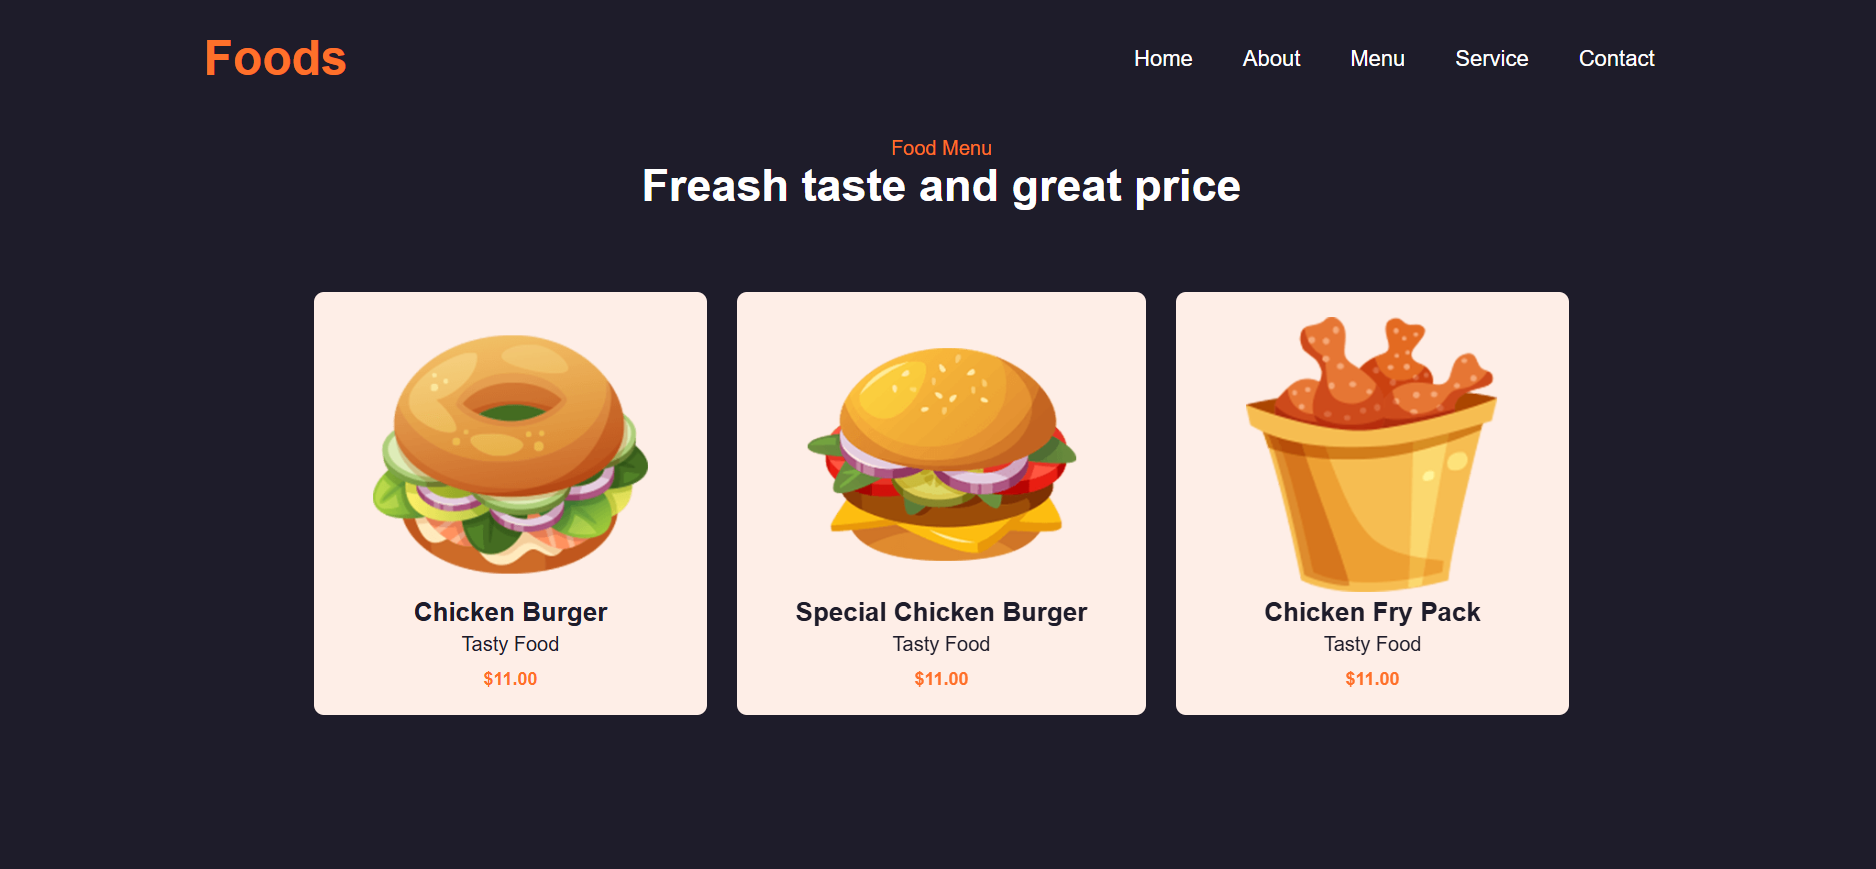 Foods
Home About Menu Service Contact
Food Menu
Freash taste and great price
Chicken Burger
Tasty Food
$11.00
Special Chicken Burger
Tasty Food
$11.00
Chicken Fry Pack
Tasty Food
$11.00